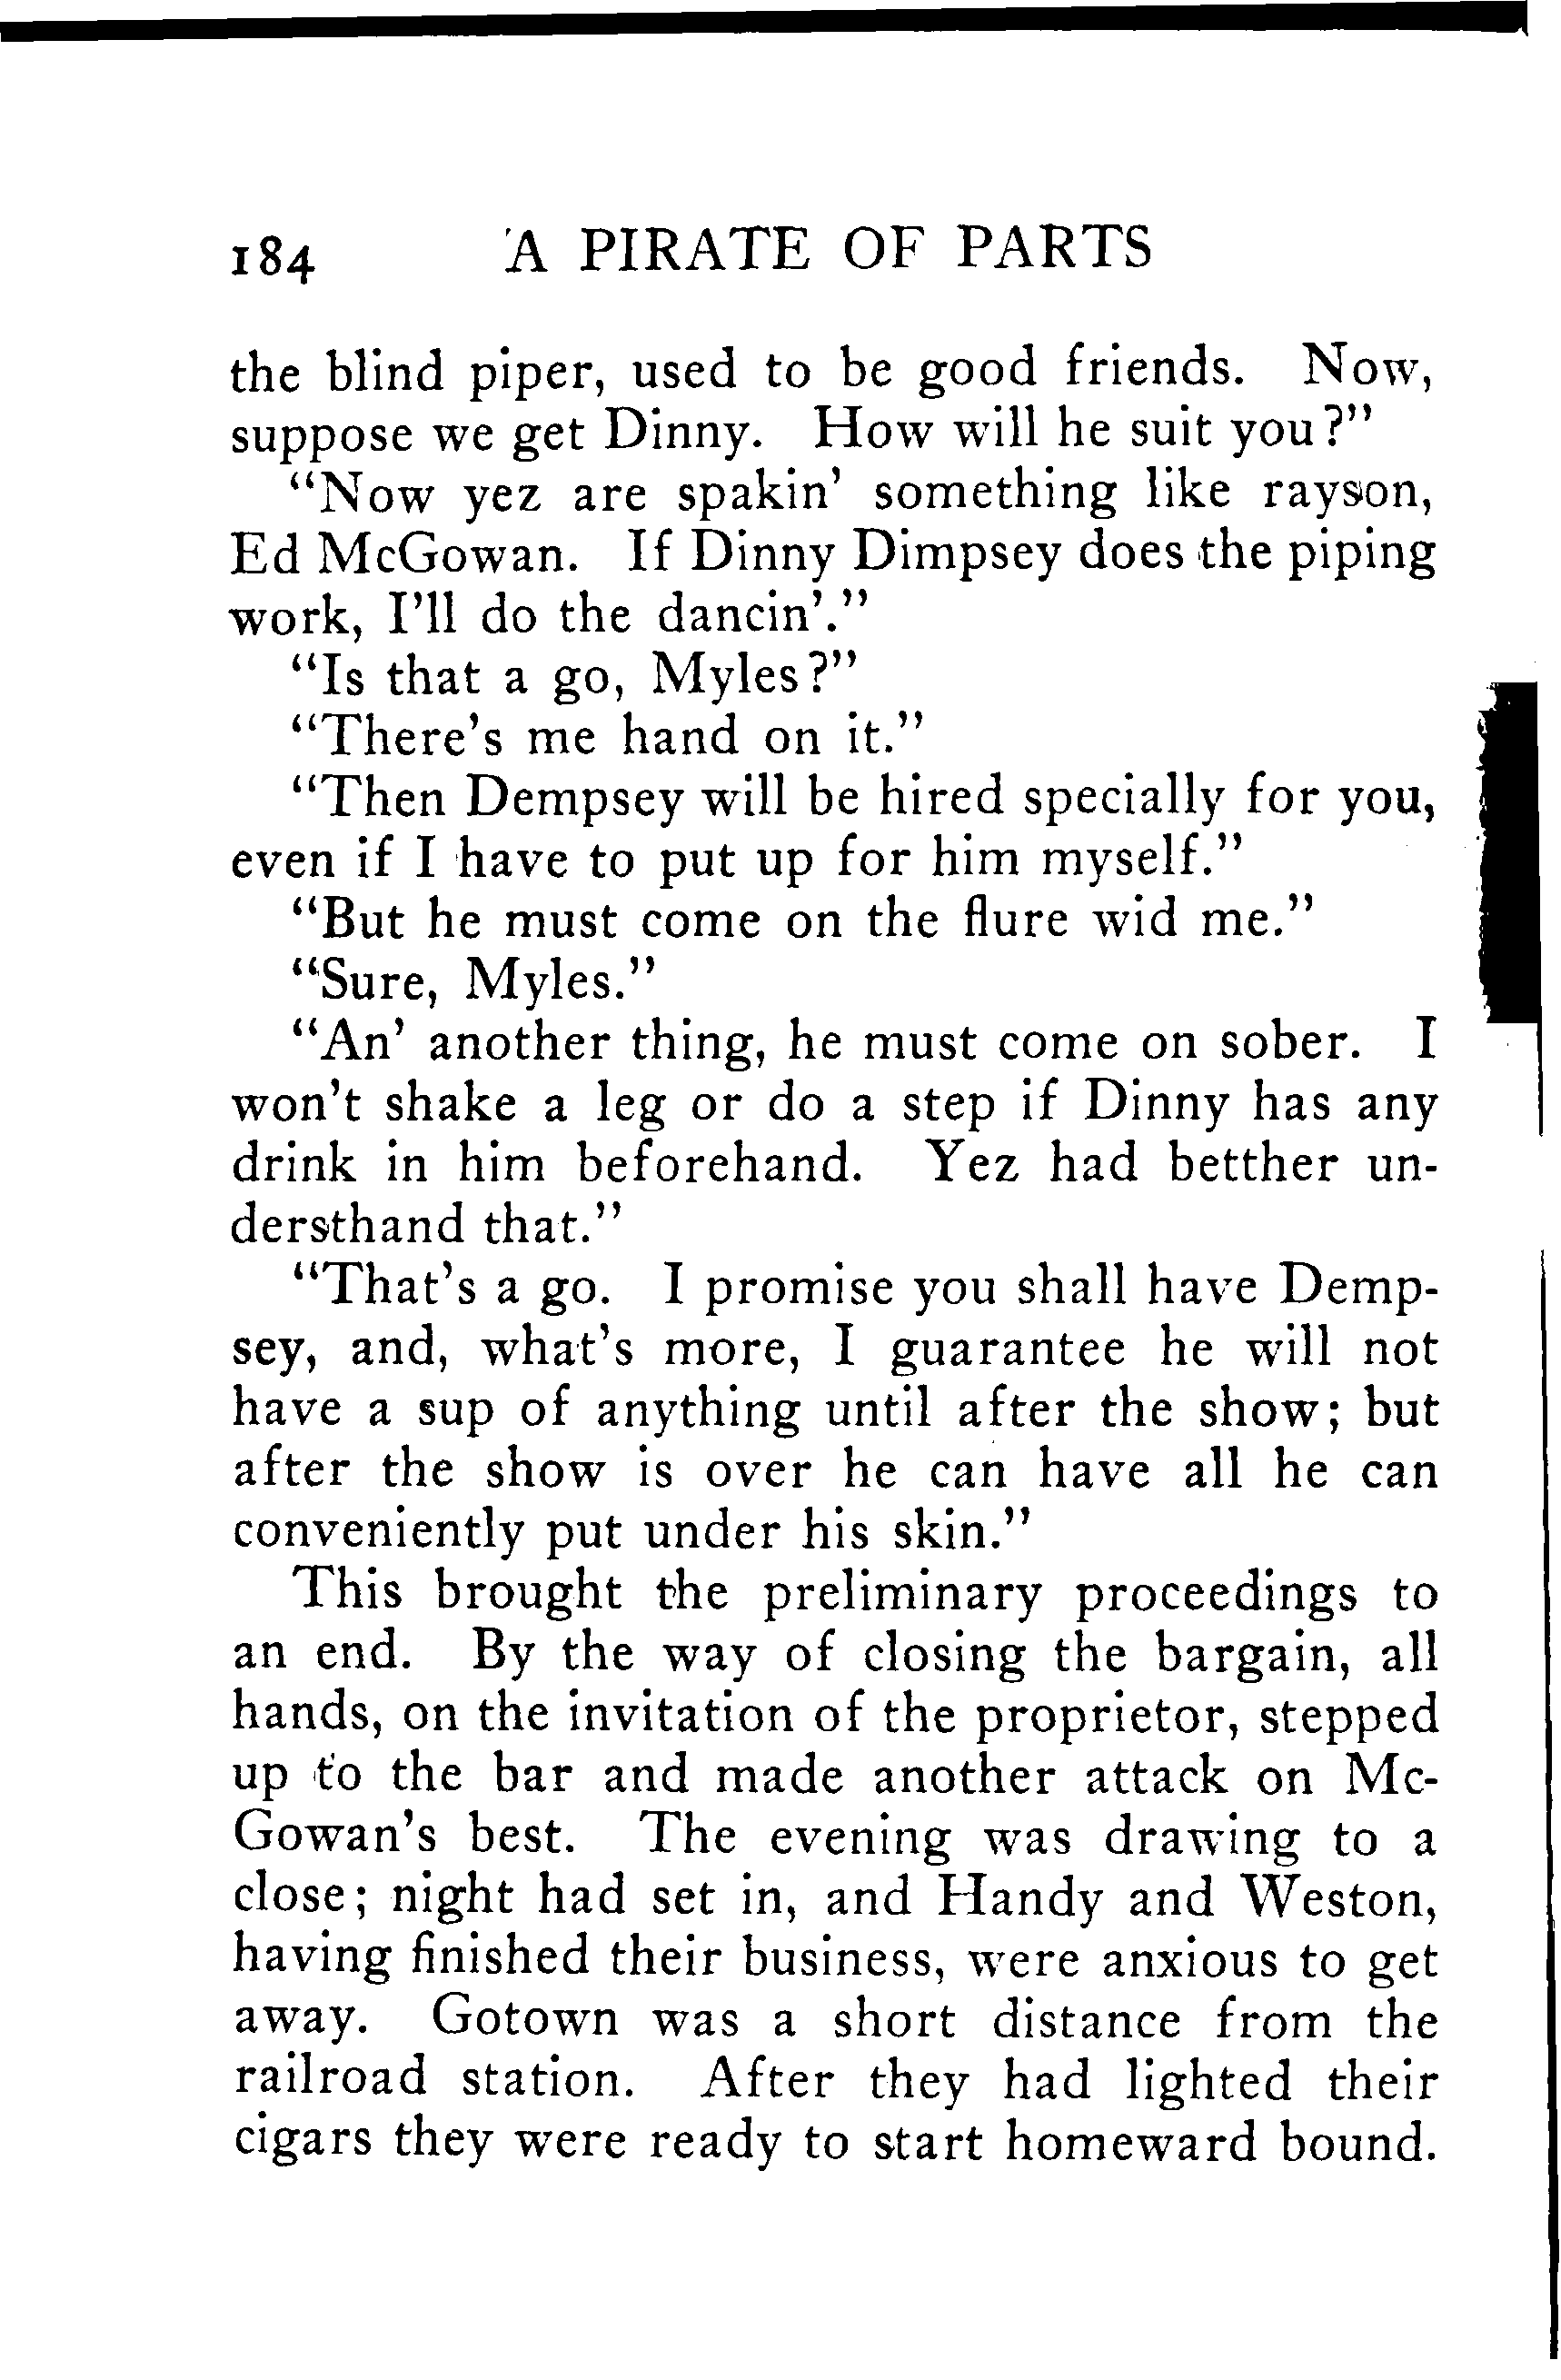 184 A PIRATE OF PARTS
the blind piper, used to be good friends. Now,
suppose we get Dinny. How will he suit you?"
"Now yez are spakin' something like rayson,
Ed McGowan. If Dinny Dimpsey does the piping
work, I'll do the dancin'."
"Is that a go, Myles?"
"There's me hand on it."
"Then Dempsey will be hired specially for you,
even if I have to put up for him myself."
"But he must come on the flure wid me."
"Sure, Myles."
"An' another thing, he must come on sober. I
won't shake a leg or do a step if Dinny has any
drink in him beforehand. Yez had betther un-
dersthand that."
"That's a go. I promise you shall have Demp-
sey, and, what's more, I guarantee he will not
have a sup of anything until after the show; but
after the show is over he can have all he can
conveniently put under his skin."
This brought the preliminary proceedings to
an end. By the way of closing the bargain, all
hands, on the invitation of the proprietor, stepped
up to the bar and made another attack on Mc-
Gowan's best. The evening was drawing to a
close; night had set in, and Handy and Weston,
having finished their business, were anxious to get
away. Gotown was a short distance from the
railroad station. After they had lighted their
cigars they were ready to start homeward bound.